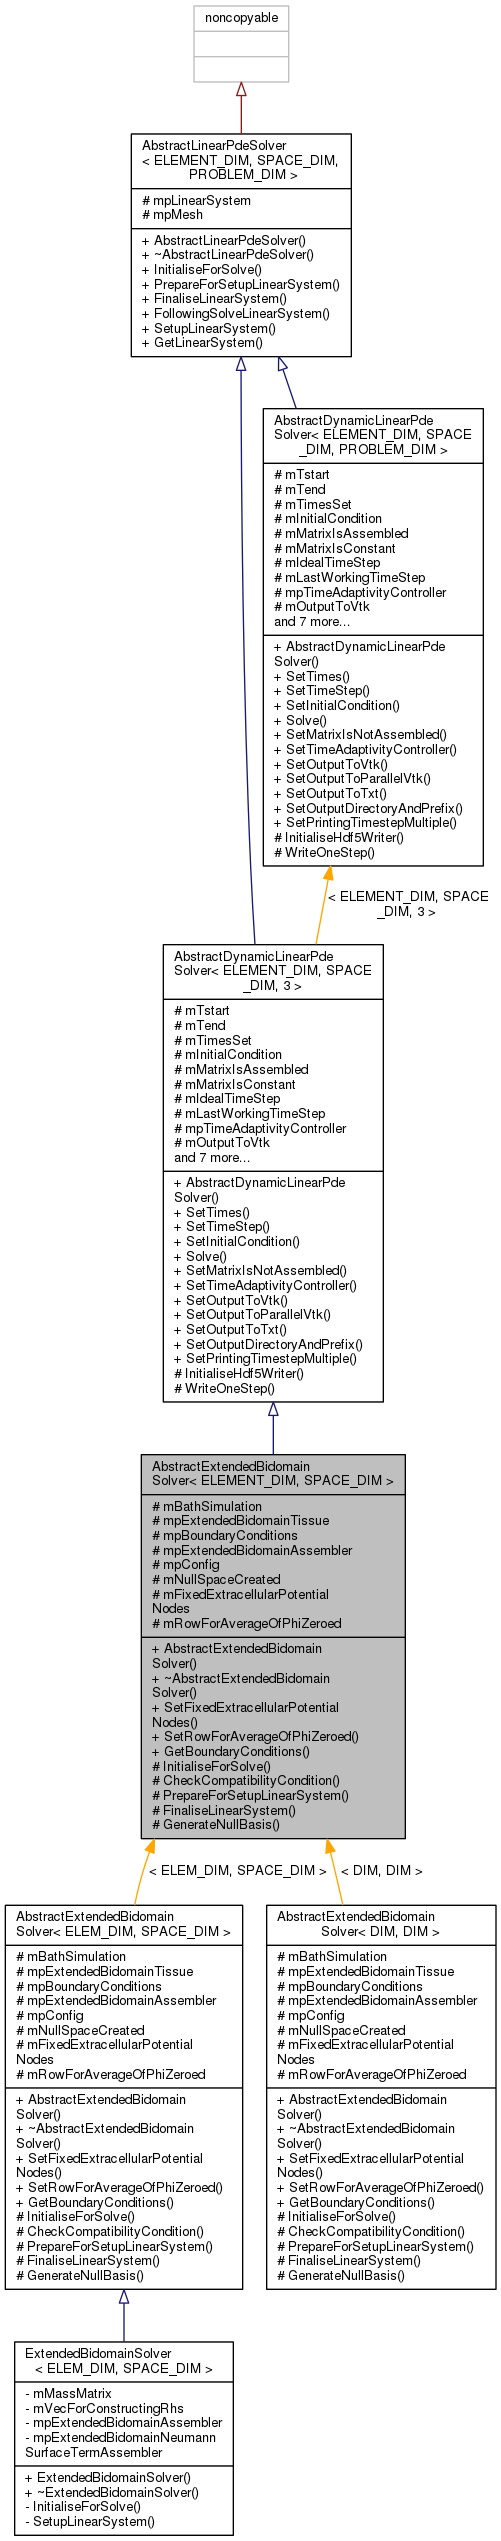 noncopyable
AbstractLinearPdeSolver
< ELEMENT_DIM, SPACE_DIM,
PROBLEM_DIM >
# mpLinearSystem
# mpMesh
+ AbstractLinearPdeSolver()
+ ~AbstractLinearPdeSolver()
+ InitialiseForSolve()
+ PrepareForSetupLinearSystem()
+ FinaliseLinearSystem()
+ FollowingSolveLinearSystem()
+ SetupLinearSystem()
+ GetLinearSystem()
AbstractDynamicLinearPde
Solver< ELEMENT_DIM, SPACE
_DIM, PROBLEM_DIM >
# mTstart
# mTend
# mTimesSet
# mInitialCondition
# mMatrixIsAssembled
# mMatrixIsConstant
# mIdealTimeStep
# mLastWorkingTimeStep
# mpTimeAdaptivityController
# mOutputToVtk
and 7 more...
+ AbstractDynamicLinearPde
Solver()
+ SetTimes()
+ SetTimeStep()
+ SetInitialCondition()
+ Solve()
+ SetMatrixIsNotAssembled()
+ SetTimeAdaptivityController()
+ SetOutputToVtk()
+ SetOutputToParallelVtk()
+ SetOutputToTxt()
+ SetOutputDirectoryAndPrefix()
+ SetPrintingTimestepMultiple()
# InitialiseHdf5Writer()
# WriteOneStep()
< ELEMENT_DIM, SPACE
_DIM, 3 >
AbstractDynamicLinearPde
Solver< ELEMENT_DIM, SPACE
_DIM, 3 >
# mTstart
# mTend
# mTimesSet
# mInitialCondition
# mMatrixIsAssembled
# mMatrixIsConstant
# mIdealTimeStep
# mLastWorkingTimeStep
# mpTimeAdaptivityController
# mOutputToVtk
and 7 more...
+ AbstractDynamicLinearPde
Solver()
+ SetTimes()
+ SetTimeStep()
+ SetInitialCondition()
+ Solve()
+ SetMatrixIsNotAssembled()
+ SetTimeAdaptivityController()
+ SetOutputToVtk()
+ SetOutputToParallelVtk()
+ SetOutputToTxt()
+ SetOutputDirectoryAndPrefix()
+ SetPrintingTimestepMultiple()
# InitialiseHdf5Writer()
# WriteOneStep()
AbstractExtendedBidomain
Solver< ELEMENT_DIM, SPACE_DIM >
# mBathSimulation
# mpExtendedBidomainTissue
# mpBoundaryConditions
# mpExtendedBidomainAssembler
# mpConfig
# mNullSpaceCreated
# mFixedExtracellularPotential
Nodes
# mRowForAverageOfPhiZeroed
+ AbstractExtendedBidomain
Solver()
+ ~AbstractExtendedBidomain
Solver()
+ SetFixedExtracellularPotential
Nodes()
+ SetRowForAverageOfPhiZeroed()
+ GetBoundaryConditions()
# InitialiseForSolve()
# CheckCompatibilityCondition()
# PrepareForSetupLinearSystem()
# FinaliseLinearSystem()
# GenerateNullBasis()
< ELEM_DIM, SPACE_DIM >
< DIM, DIM >
AbstractExtendedBidomain
Solver< ELEM_DIM, SPACE_DIM >
# mBathSimulation
# mpExtendedBidomainTissue
# mpBoundaryConditions
# mpExtendedBidomainAssembler
# mpConfig
# mNullSpaceCreated
# mFixedExtracellularPotential
Nodes
# mRowForAverageOfPhiZeroed
+ AbstractExtendedBidomain
Solver()
+ ~AbstractExtendedBidomain
Solver()
+ SetFixedExtracellularPotential
Nodes()
+ SetRowForAverageOfPhiZeroed()
+ GetBoundaryConditions()
# InitialiseForSolve()
# CheckCompatibilityCondition()
# PrepareForSetupLinearSystem()
# FinaliseLinearSystem()
# GenerateNullBasis()
AbstractExtendedBidomain
Solver< DIM, DIM >
# mBathSimulation
# mpExtendedBidomainTissue
# mpBoundaryConditions
# mpExtendedBidomainAssembler
# mpConfig
# mNullSpaceCreated
# mFixedExtracellularPotential
Nodes
# mRowForAverageOfPhiZeroed
+ AbstractExtendedBidomain
Solver()
+ ~AbstractExtendedBidomain
Solver()
+ SetFixedExtracellularPotential
Nodes()
+ SetRowForAverageOfPhiZeroed()
+ GetBoundaryConditions()
# InitialiseForSolve()
# CheckCompatibilityCondition()
# PrepareForSetupLinearSystem()
# FinaliseLinearSystem()
# GenerateNullBasis()
ExtendedBidomainSolver
< ELEM_DIM, SPACE_DIM >
- mMassMatrix
- mVecForConstructingRhs
- mpExtendedBidomainAssembler
- mpExtendedBidomainNeumann
SurfaceTermAssembler
+ ExtendedBidomainSolver()
+ ~ExtendedBidomainSolver()
- InitialiseForSolve()
- SetupLinearSystem()